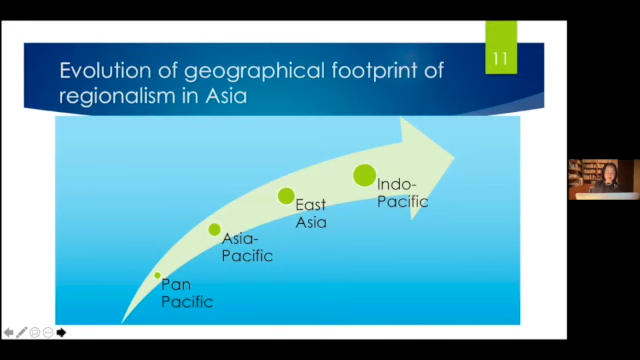 11
Evolution of geographical footprint of
regionalism in Asia
Indo-
Pacific
East
Asia
Asia-
Pacific
Pan
Pacific